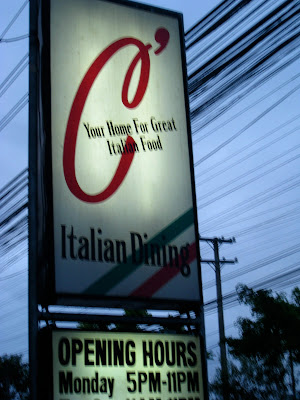 C'
Your Home For Great
Italian Food
Italian Dining
OPENING HOURS
Monday 5PM-11PM